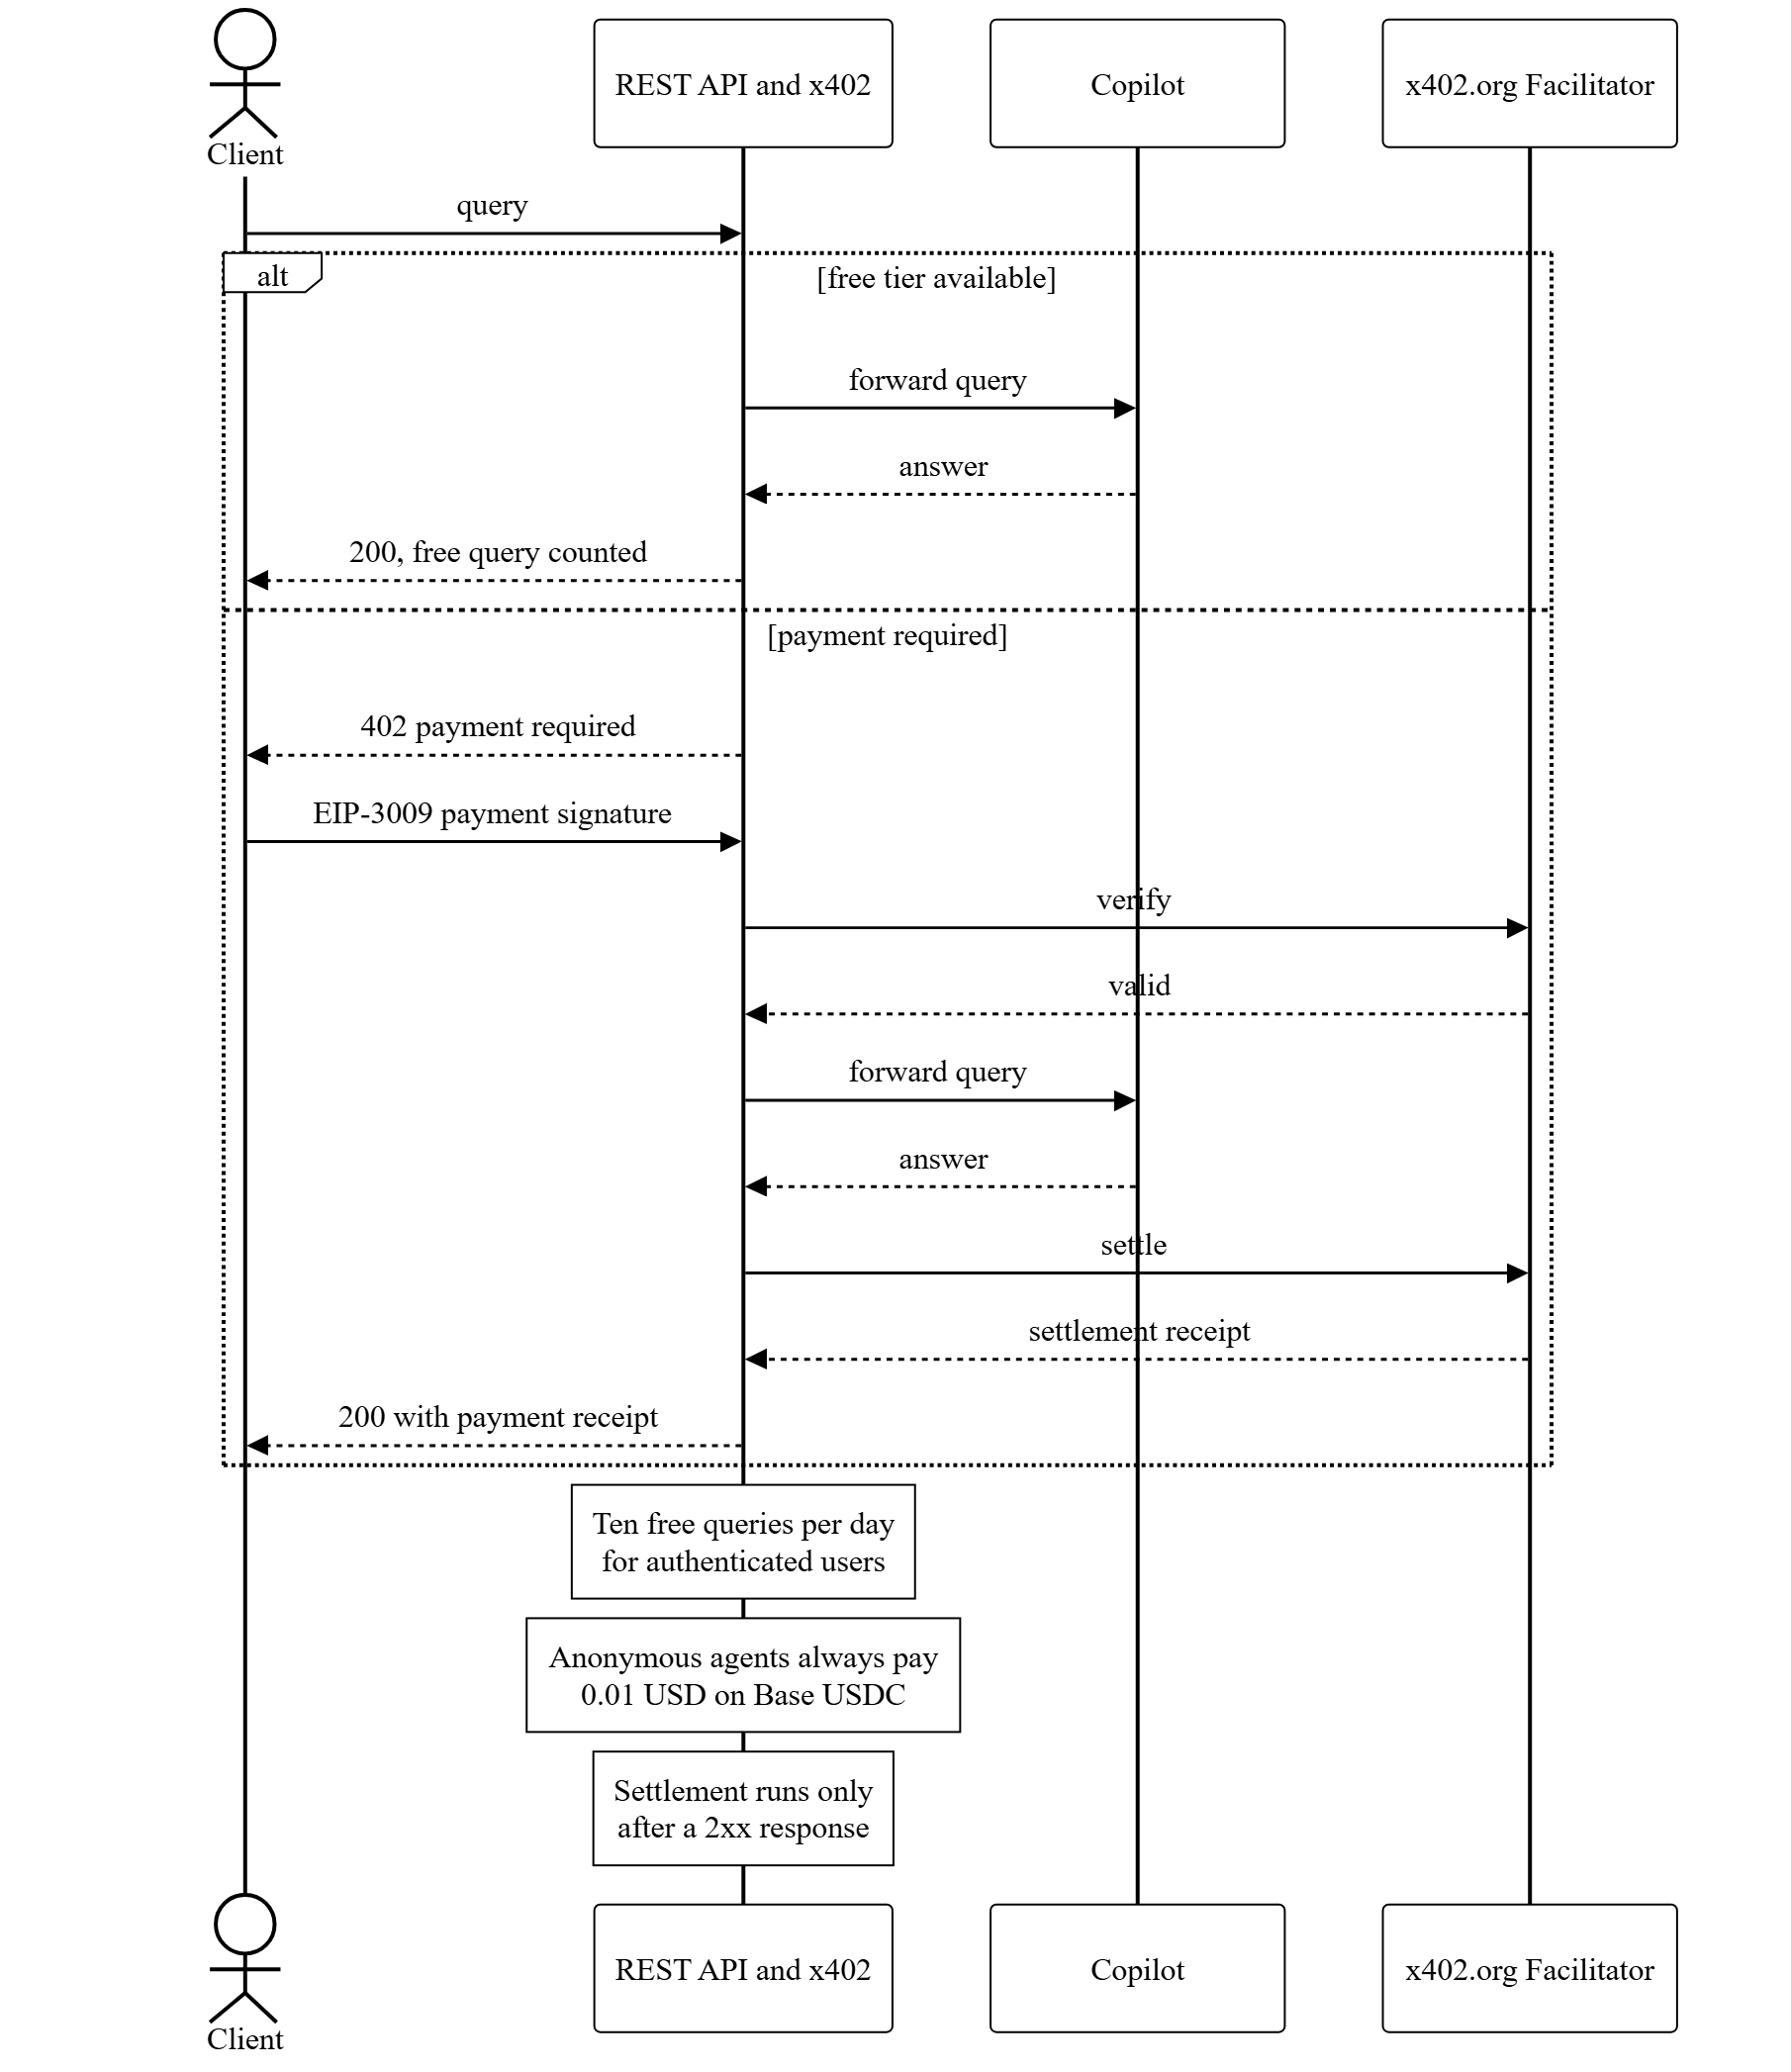 REST API and x402
Copilot
x402.org Facilitator
Client
query
alt
[free tier available]
forward query
answer
200, free query counted
[payment required]
402 payment required
EIP-3009 payment signature
verify
valid
forward query
answer
settle
settlement receipt
200 with payment receipt
Ten free queries per day
for authenticated users
Anonymous agents always pay
0.01 USD on Base USDC
Settlement runs only
after a 2xx response
REST API and x402
Copilot
x402.org Facilitator
Client